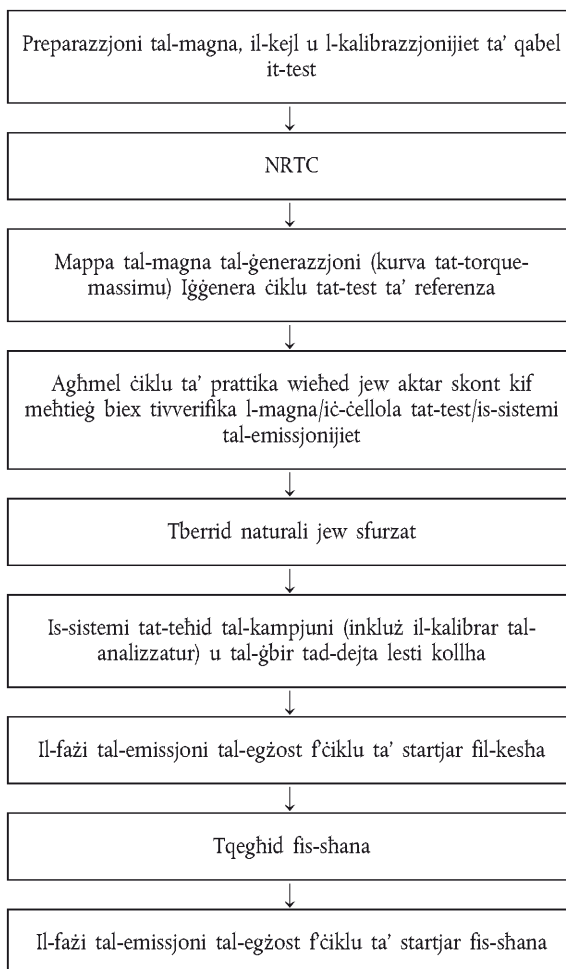 Preparazzjoni tal-magna, il-kejl u l-kalibrazzjonijiet ta’ qabel
it-test
NRTC
Mappa tal-magna tal-ġenerazzjoni (kurva tat-torque-
massimu) Iġġenera ċiklu tat-test ta’ referenza
Agħmel ċiklu ta’ prattika wieħed jew aktar skont kif
meħtieġ biex tivverifika l-magna/iċ-ċellola tat-test/is-sistemi
tal-emissjonijiet
Tberrid naturali jew sfurzat
Is-sistemi tat-teħid tal-kampjuni (inkluż il-kalibrar tal-
analizzatur) u tal-ġbir tad-dejta lesti kollha
Il-fażi tal-emissjoni tal-egżost f’ċiklu ta’ startjar fil-kesħa
Tqegħid fis-sħana
Il-fażi tal-emissjoni tal-egżost f’ċiklu ta’ startjar fis-sħana